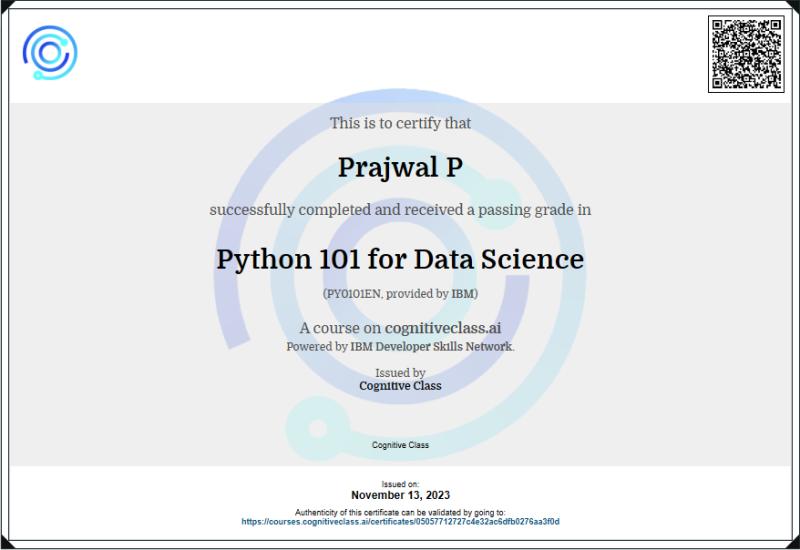 This is to certify that
Prajwal P
successfully completed and received a passing grade in
Python 101 for Data Science
(PY0101EN, provided by IBM)
A course on cognitiveclass.ai
Powered by IBM Developer Skills Network.
Issued by
Cognitive Class
Cognitive Class
Issued on:
November 13, 2023
Authenticity of this certificate can be validated by going to:
https://courses.cognitiveclass.ai/certificates/05057712727c4e32ac6dfb0276aa3f0d